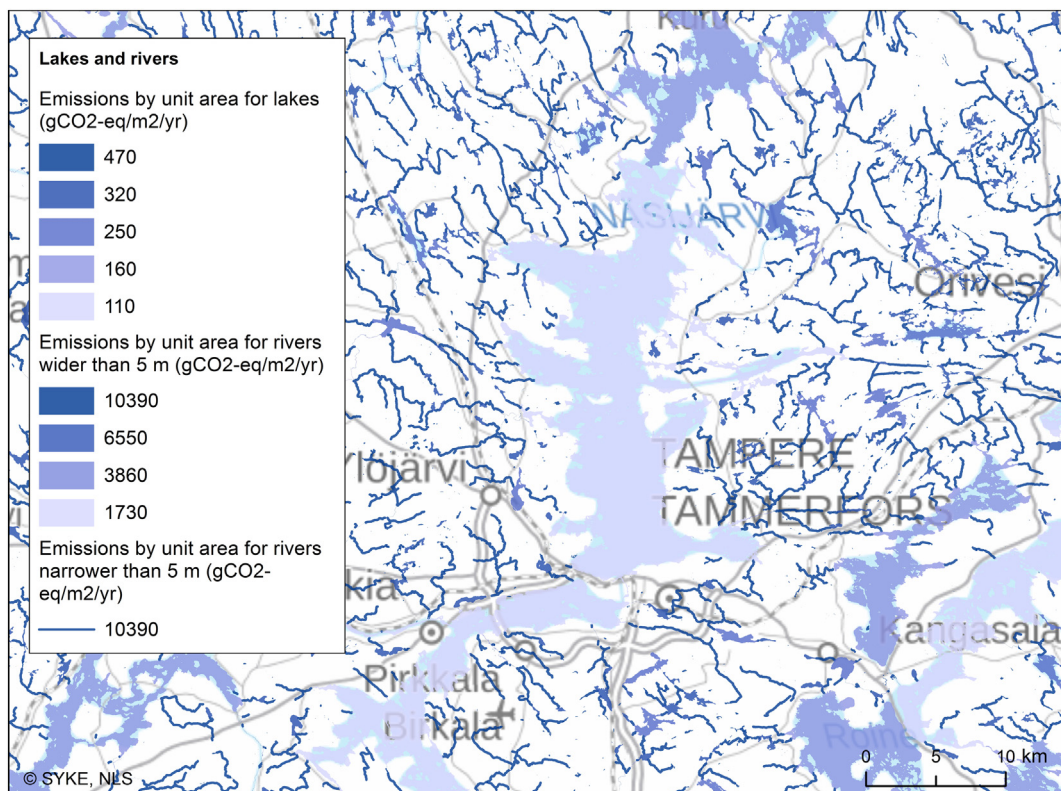 Lakes and rivers
Emissions by unit area for lakes
(gCO2-eq/m2/yr)
470
320
250
160
110
Emissions by unit area for rivers
wider than 5 m (gCO2-eq/m2/yr)
10390
6550
3860
1730
Emissions by unit area for rivers
narrower than 5 m (gCO2-
eq/m2/yr)
10390
Kuru
NÄSIJÄRVI
Orivesi
Ylöjärvi
TAMPERE
TAMMERFORS
kia
Kangasala
Pirkkala
Birkala
Roine
0 5 10 km
© SYKE, NLS